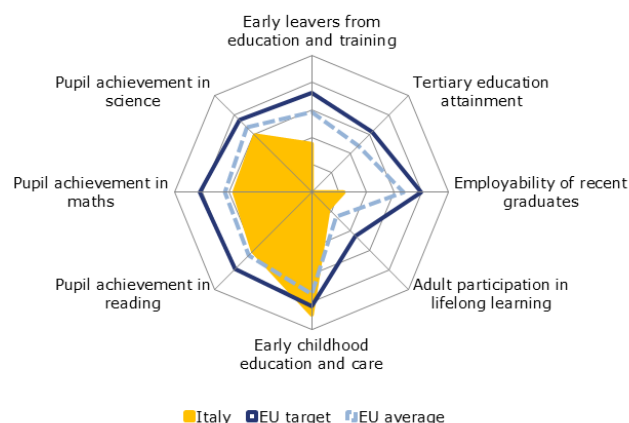 Early leavers from
education and training
Pupil achievement in
science
Tertiary education
attainment
Pupil achievement in
maths
Employability of recent
graduates
Pupil achievement in
reading
Adult participation in
lifelong learning
Early childhood
education and care
Italy EU target EU average